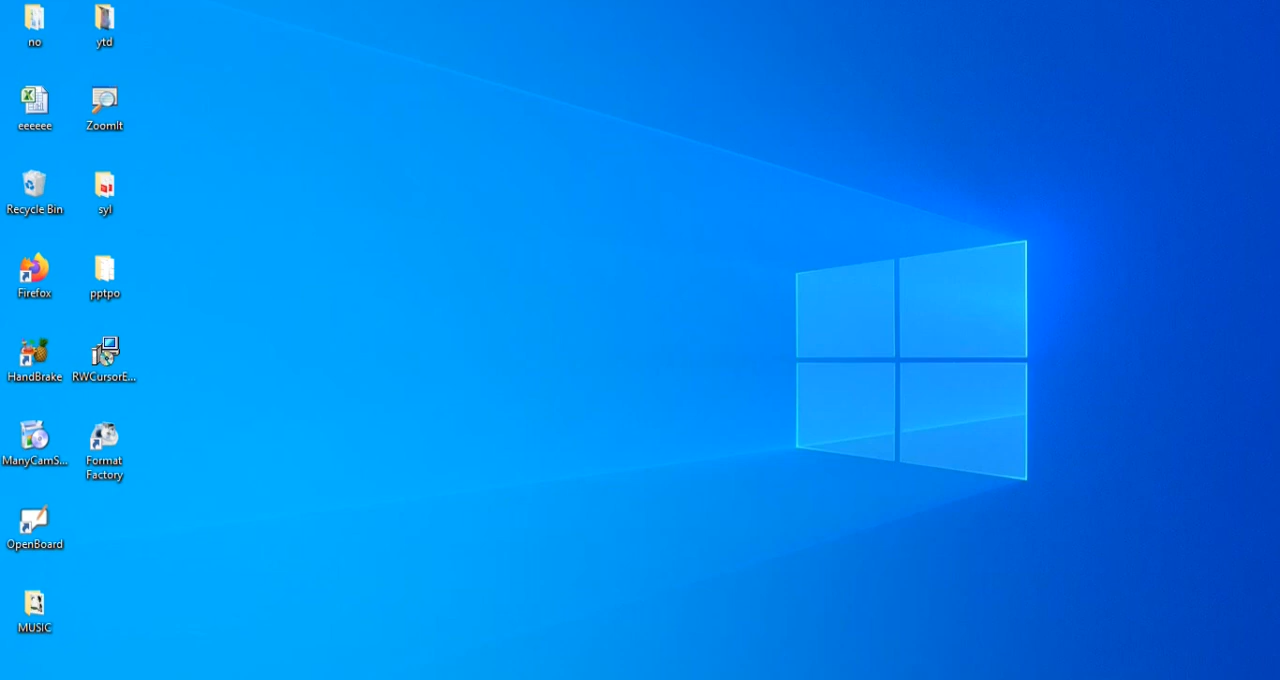 no
ytd
eeeeee
ZoomIt
Recycle Bin
syl
Firefox
pptpo
HandBrake
RWCursorE...
ManyCamS...
Format
Factory
OpenBoard
MUSIC